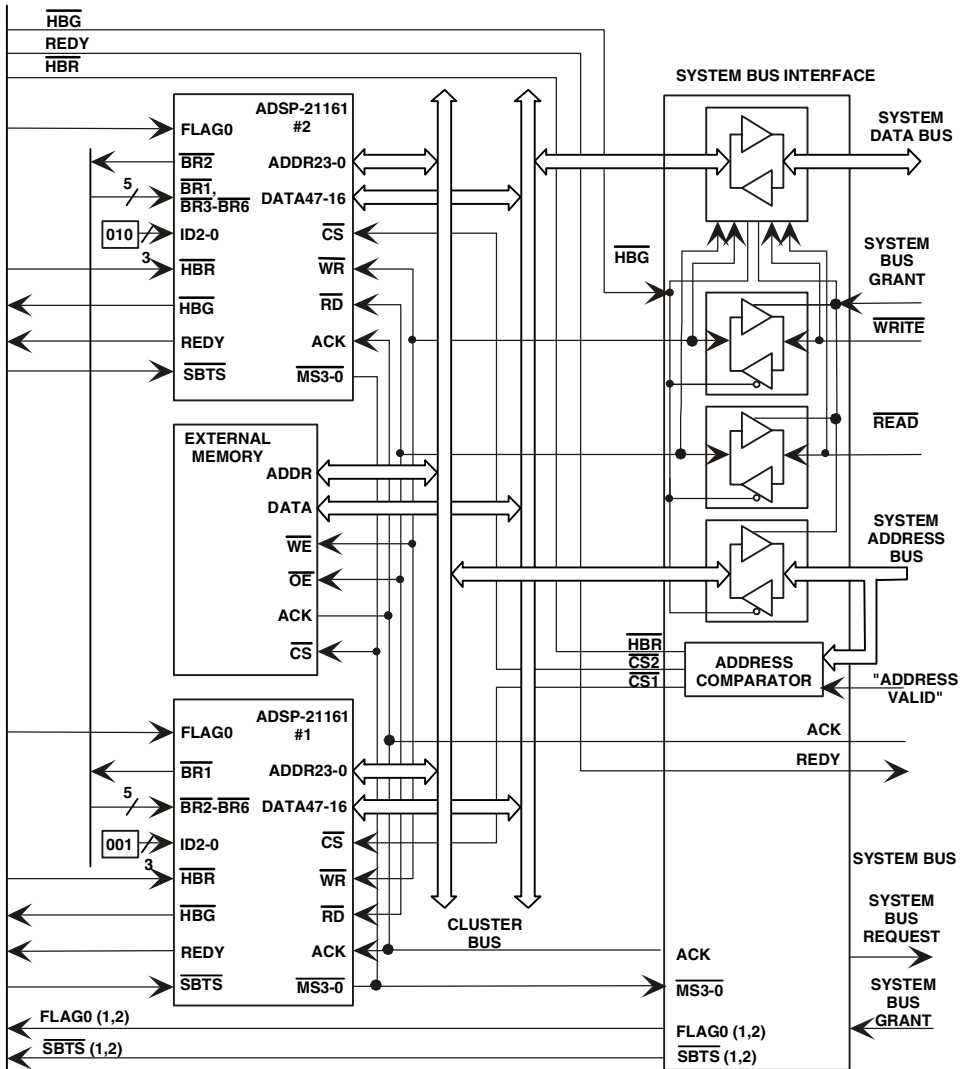 HBG
REDY
HBR
SYSTEM BUS INTERFACE
ADSP-21161
#2
FLAG0
BR2
ADDR23-0
5
BR1,
BR3-BR6
DATA47-16
010
ID2-0
CS
3
HBR
WR
HBG
RD
REDY
ACK
SBTS
MS3-0
SYSTEM
DATA BUS
HBG
SYSTEM
BUS
GRANT
WRITE
READ
EXTERNAL
MEMORY
ADDR
DATA
WE
OE
ACK
CS
SYSTEM
ADDRESS
BUS
HBR
CS2
CS1
ADDRESS
COMPARATOR
"ADDRESS
VALID"
ADSP-21161
#1
FLAG0
BR1
ADDR23-0
5
BR2-BR6
DATA47-16
001
ID2-0
CS
3
HBR
WR
HBG
RD
REDY
ACK
SBTS
MS3-0
CLUSTER
BUS
ACK
REDY
SYSTEM BUS
SYSTEM
BUS
REQUEST
ACK
MS3-0
SYSTEM
BUS
GRANT
FLAG0 (1,2)
FLAG0 (1,2)
SBTS (1,2)
SBTS (1,2)